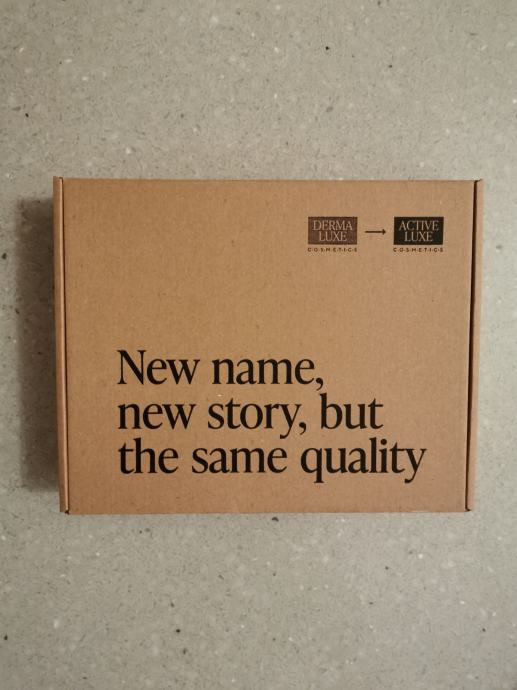 DERMA
LUXE
COSMETICS
→
ACTIVE
LUXE
COSMETICS
New name,
new story, but
the same quality